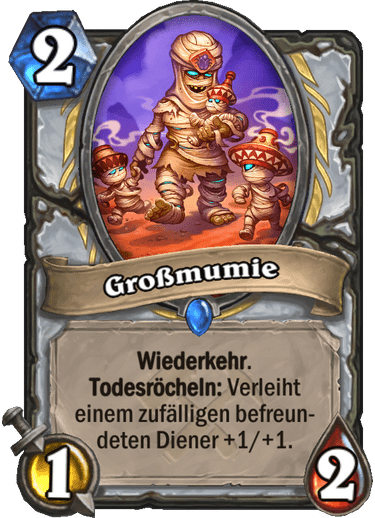 2
Großmumie
Wiederkehr.
Todesröcheln: Verleiht
einem zufälligen befreun-
deten Diener +1/+1.
1
2